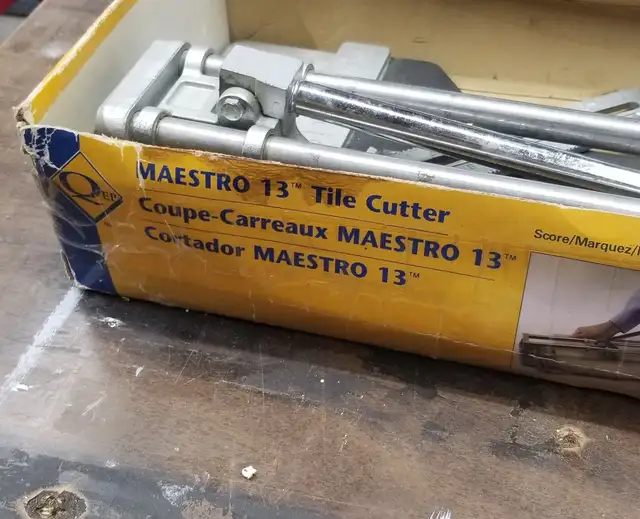 QEP
MAESTRO 13™ Tile Cutter
Coupe-Carreaux MAESTRO 13™
Cortador MAESTRO 13™
Score/Marquez/